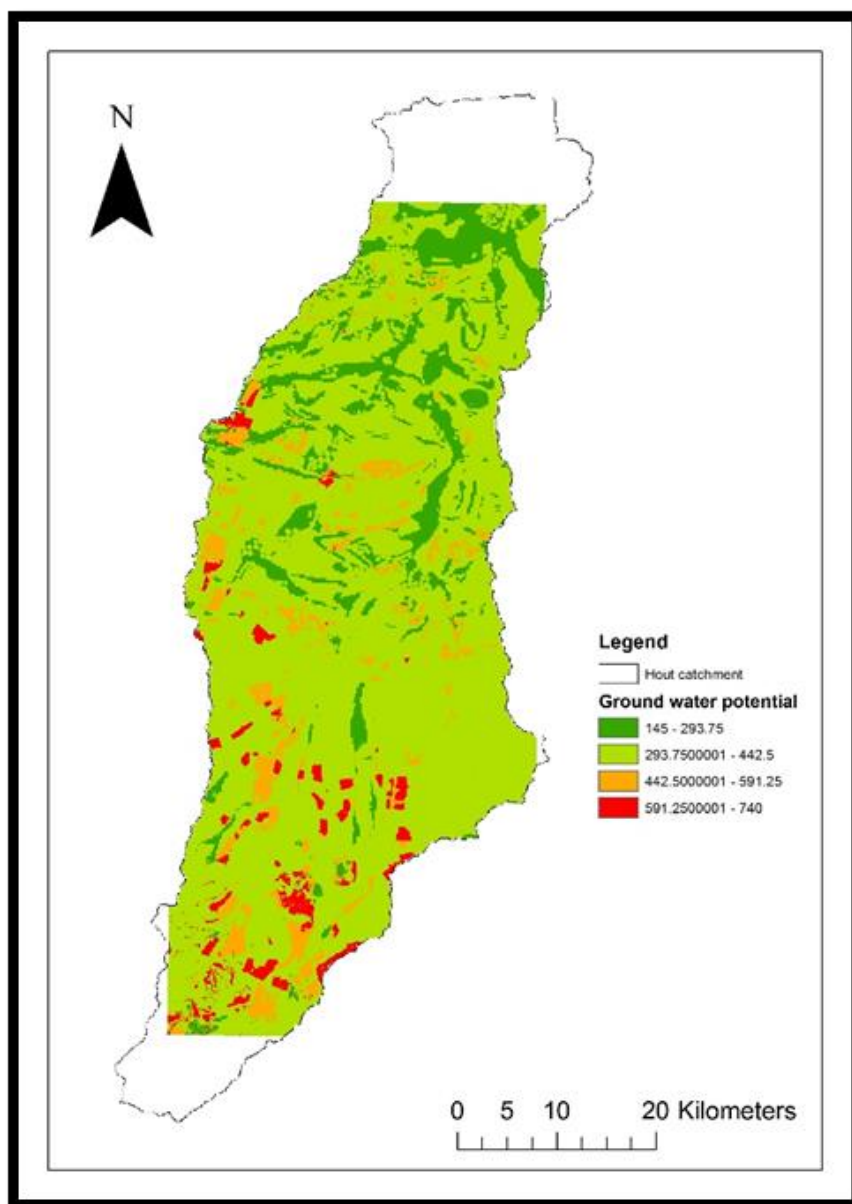 N
Legend
Hout catchment
Ground water potential
145 - 293.75
293.7500001 - 442.5
442.5000001 - 591.25
591.2500001 - 740
0 5 10 20 Kilometers